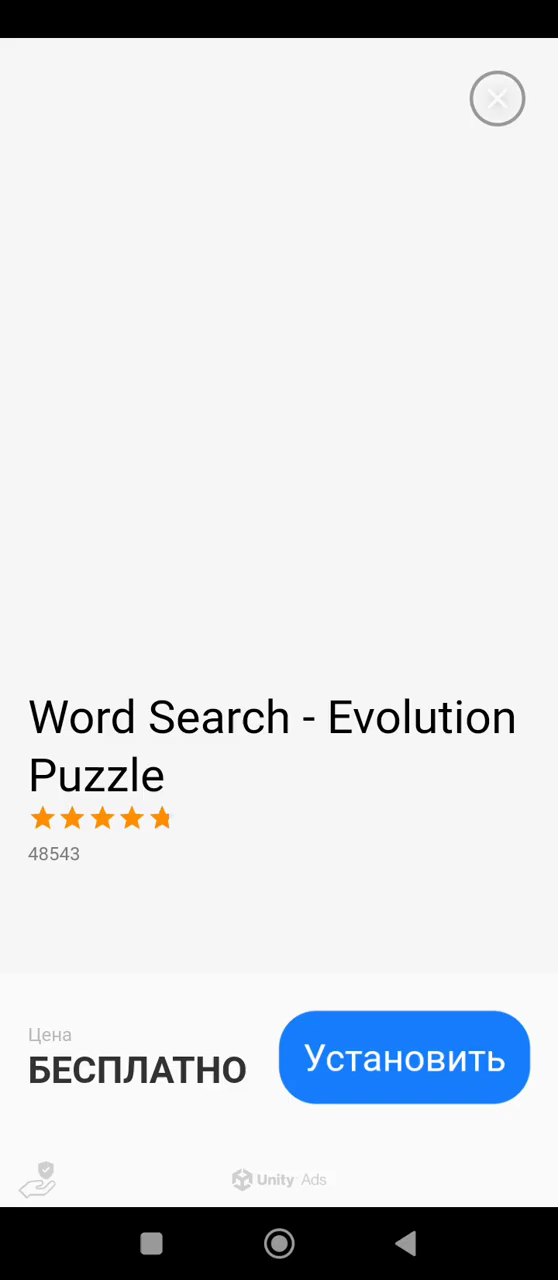 Word Search - Evolution
Puzzle
48543
Цена
БЕСПЛАТНО
Установить
Unity Ads